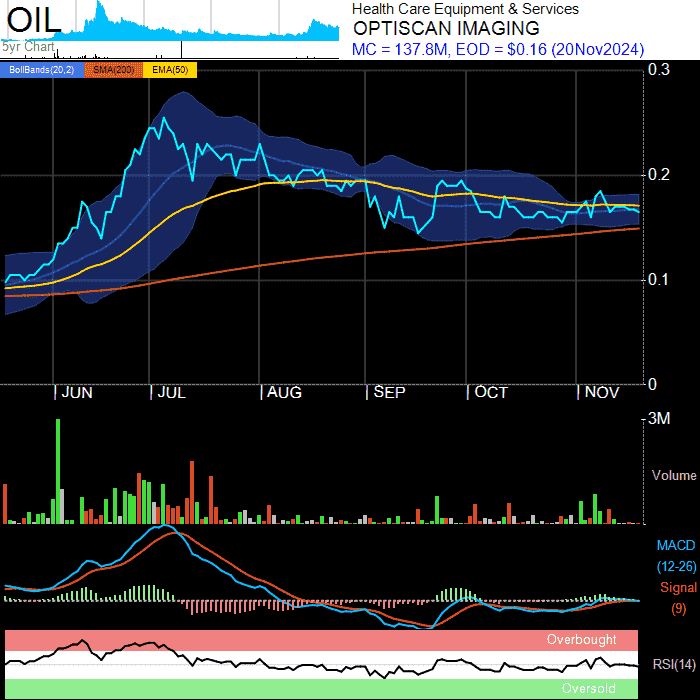 OIL
5yr Chart
Health Care Equipment & Services
OPTISCAN IMAGING
MC = 137.8M, EOD = $0.16 (20Nov2024)
BollBands(20,2) SMA(200) EMA(50)
0.3
0.2
0.1
0
JUN JUL AUG SEP OCT NOV
3M
Volume
MACD
(12-26)
Signal
(9)
Overbought
RSI(14)
Oversold